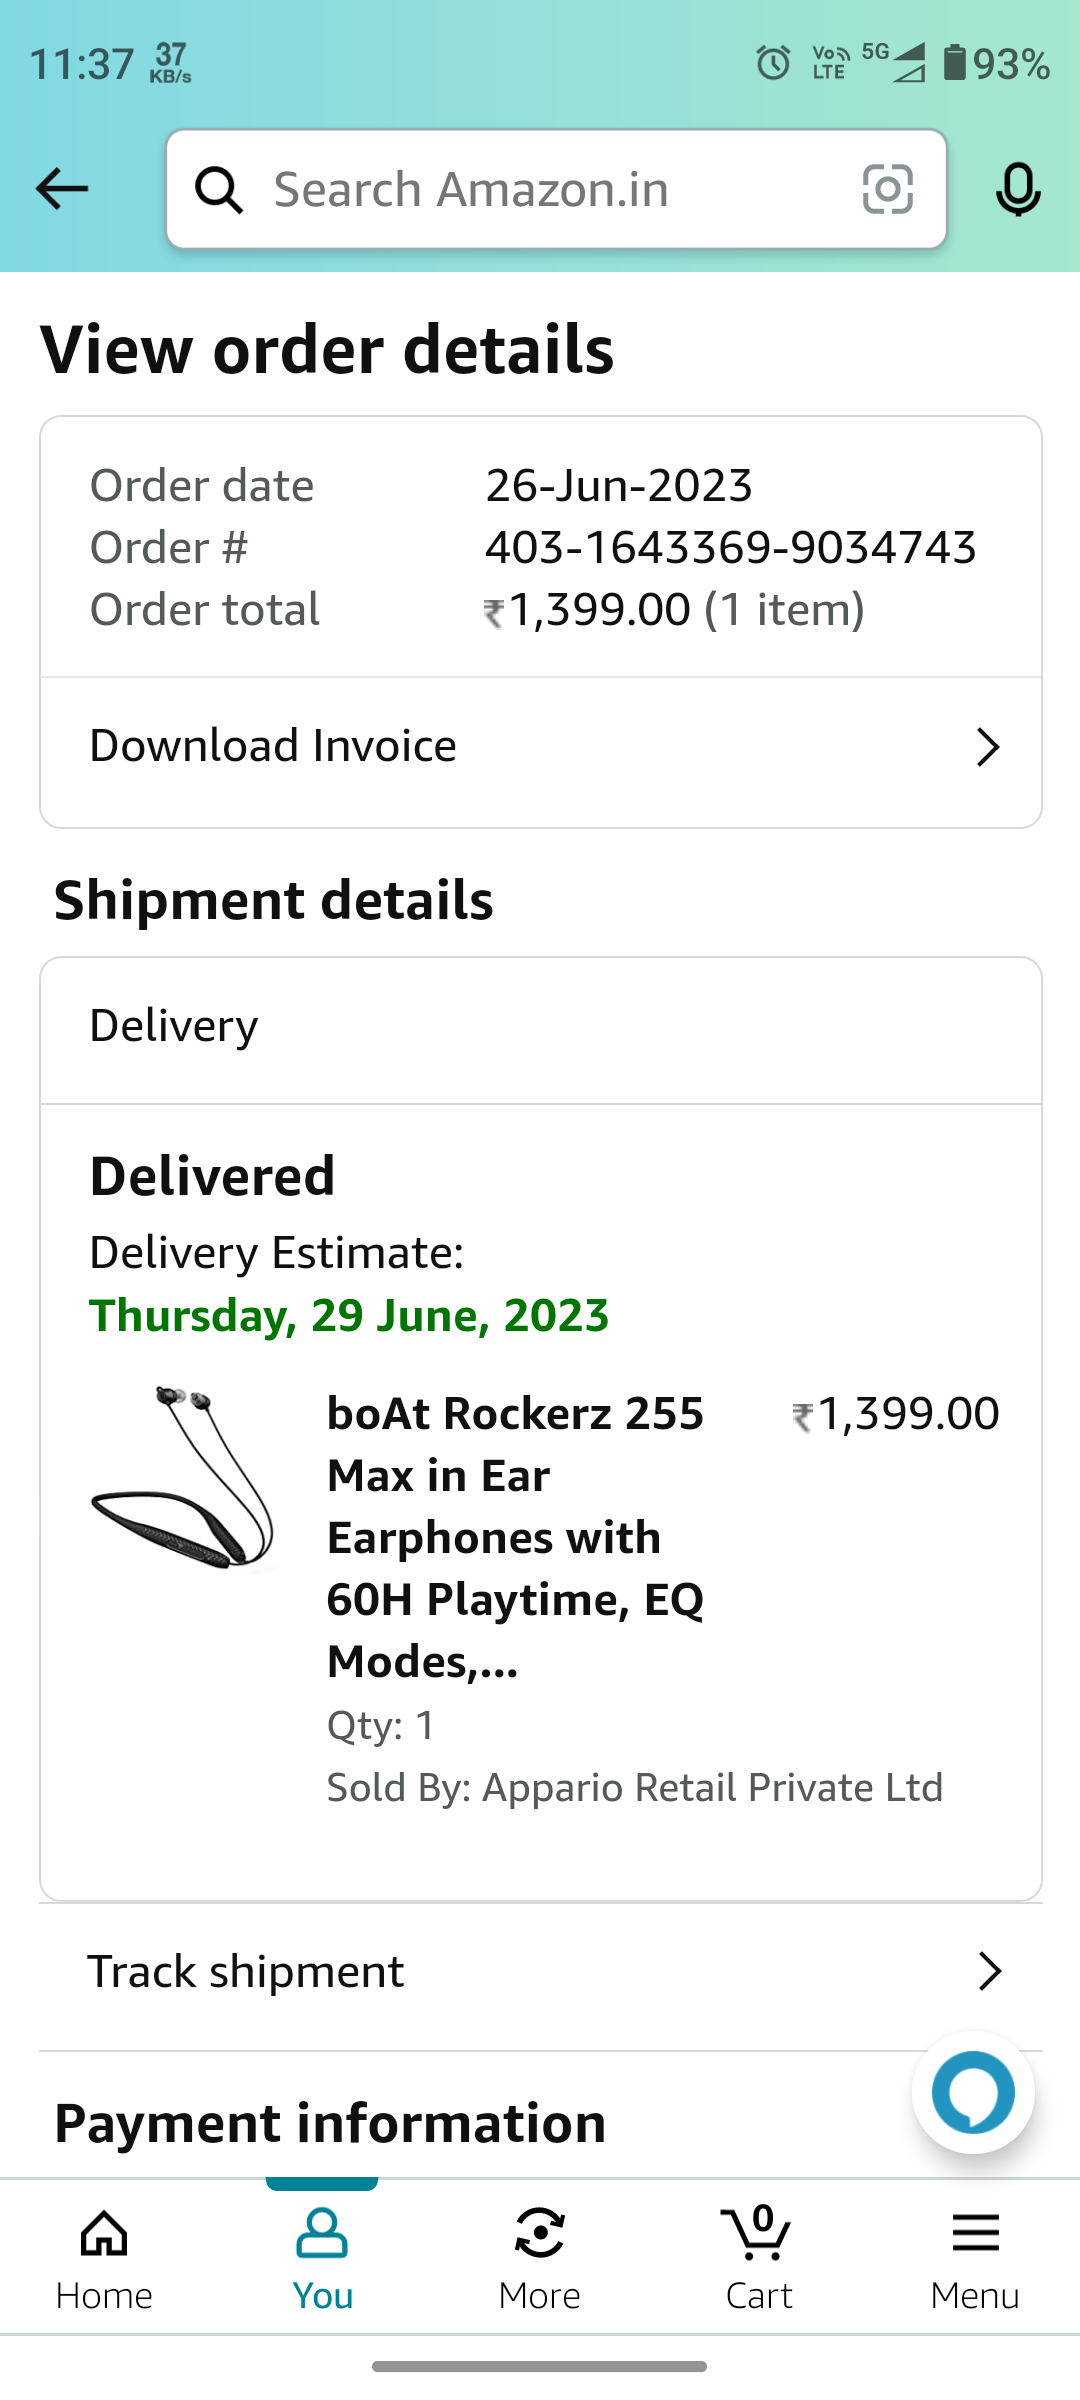 11:37 37 KB/s Vo LTE 5G 93%
Search Amazon.in
View order details
Order date 26-Jun-2023
Order # 403-1643369-9034743
Order total ₹1,399.00 (1 item)
Download Invoice
Shipment details
Delivery
Delivered
Delivery Estimate:
Thursday, 29 June, 2023
boAt Rockerz 255 ₹1,399.00
Max in Ear
Earphones with
60H Playtime, EQ
Modes,...
Qty: 1
Sold By: Appario Retail Private Ltd
Track shipment
Payment information
0
Home You More Cart Menu